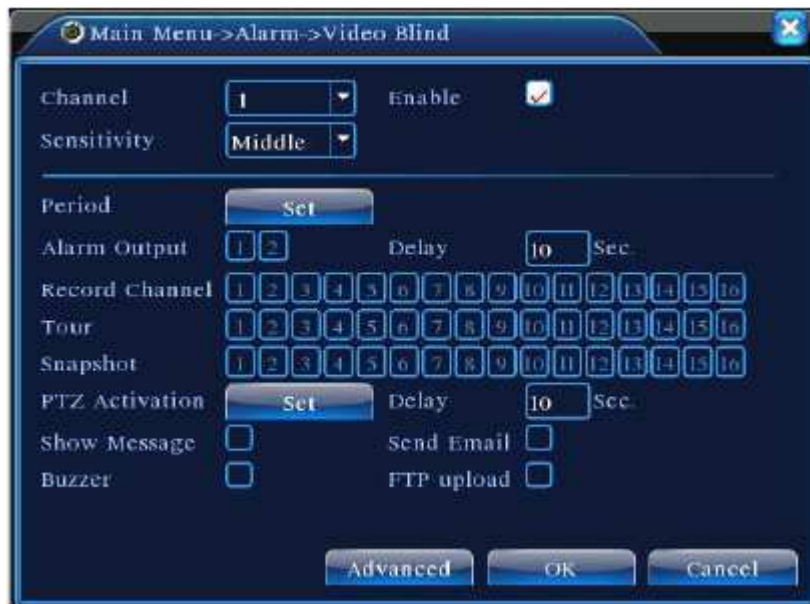 Main Menu->Alarm->Video Blind
Channel 1 Enable
Sensitivity Middle
Period Set
Alarm Output 1 2 Delay 10 Sec.
Record Channel 1 2 3 4 5 6 7 8 9 10 11 12 13 14 15 16
Tour 1 2 3 4 5 6 7 8 9 10 11 12 13 14 15 16
Snapshot 1 2 3 4 5 6 7 8 9 10 11 12 13 14 15 16
PTZ Activation Set Delay 10 Sec.
Show Message Send Email
Buzzer FTP upload
Advanced OK Cancel